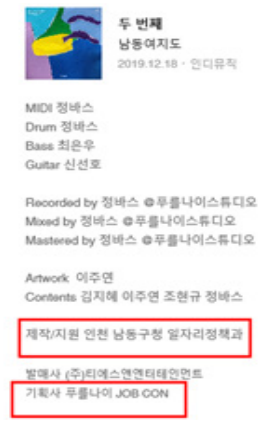 두 번째
남동여지도
2019.12.18 · 인디뮤직
MIDI 정바스
Drum 정바스
Bass 최은우
Guitar 신선호
Recorded by 정바스 @푸를나이스튜디오
Mixed by 정바스 @푸를나이스튜디오
Mastered by 정바스 @푸를나이스튜디오
Artwork 이주연
Contents 김지혜 이주연 조현규 정바스
제작/지원 인천 남동구청 일자리정책과
발매사 (주)티에스앤엔터테인먼트
기획사 푸를나이 JOB CON